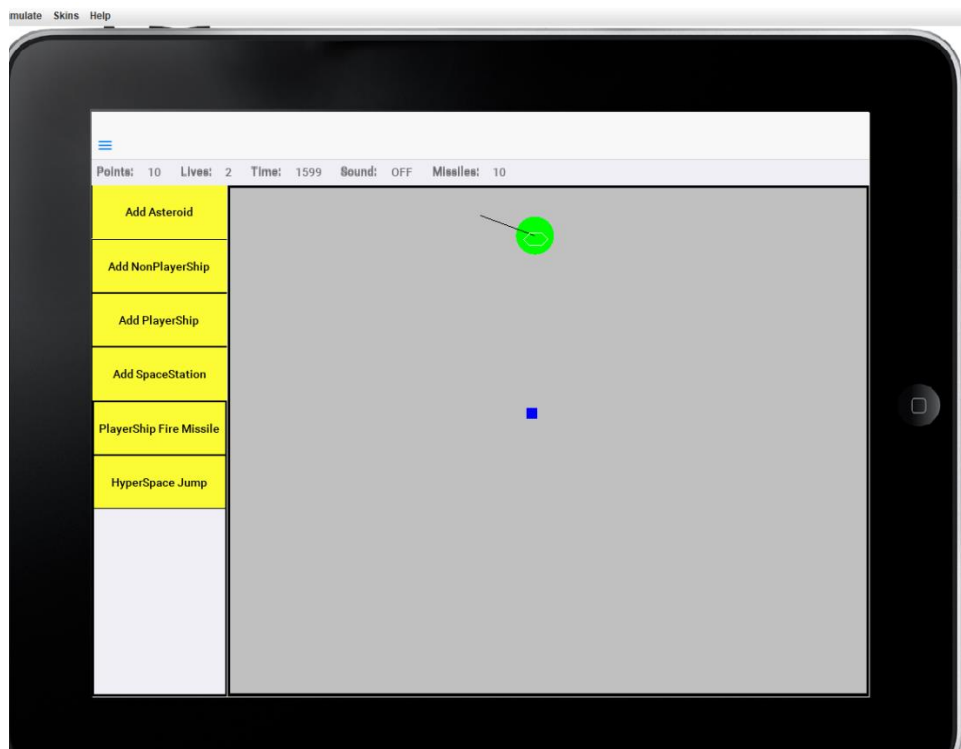 Skins Help
Points: 10 Lives: 2 Time: 1599 Sound: OFF Missiles: 10
Add Asteroid
Add NonPlayerShip
Add PlayerShip
Add SpaceStation
PlayerShip Fire Missile
HyperSpace Jump